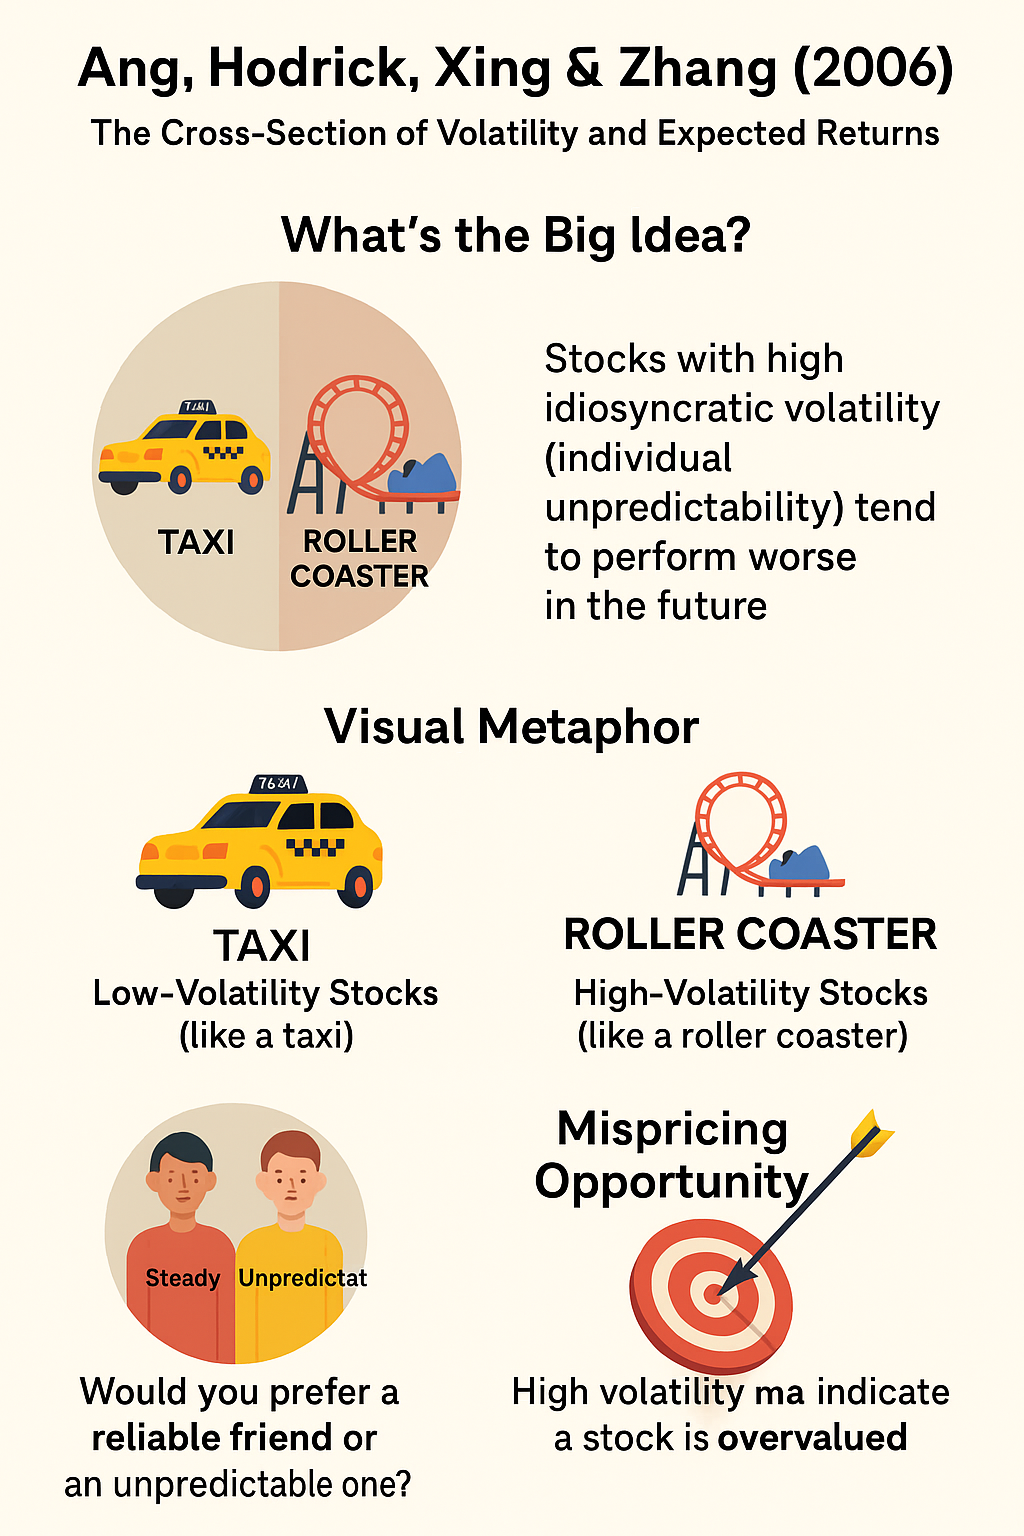 Ang, Hodrick, Xing & Zhang (2006)
The Cross-Section of Volatility and Expected Returns
What's the Big Idea?
TAXI
TAXI
ROLLER
COASTER
Stocks with high
idiosyncratic volatility
(individual
unpredictability) tend
to perform worse
in the future
Visual Metaphor
TAXI
Low-Volatility Stocks
(like a taxi)
ROLLER COASTER
High-Volatility Stocks
(like a roller coaster)
Steady
Unpredictat
Would you prefer a
reliable friend or
an unpredictable one?
Mispricing
Opportunity
High volatility ma indicate
a stock is overvalued